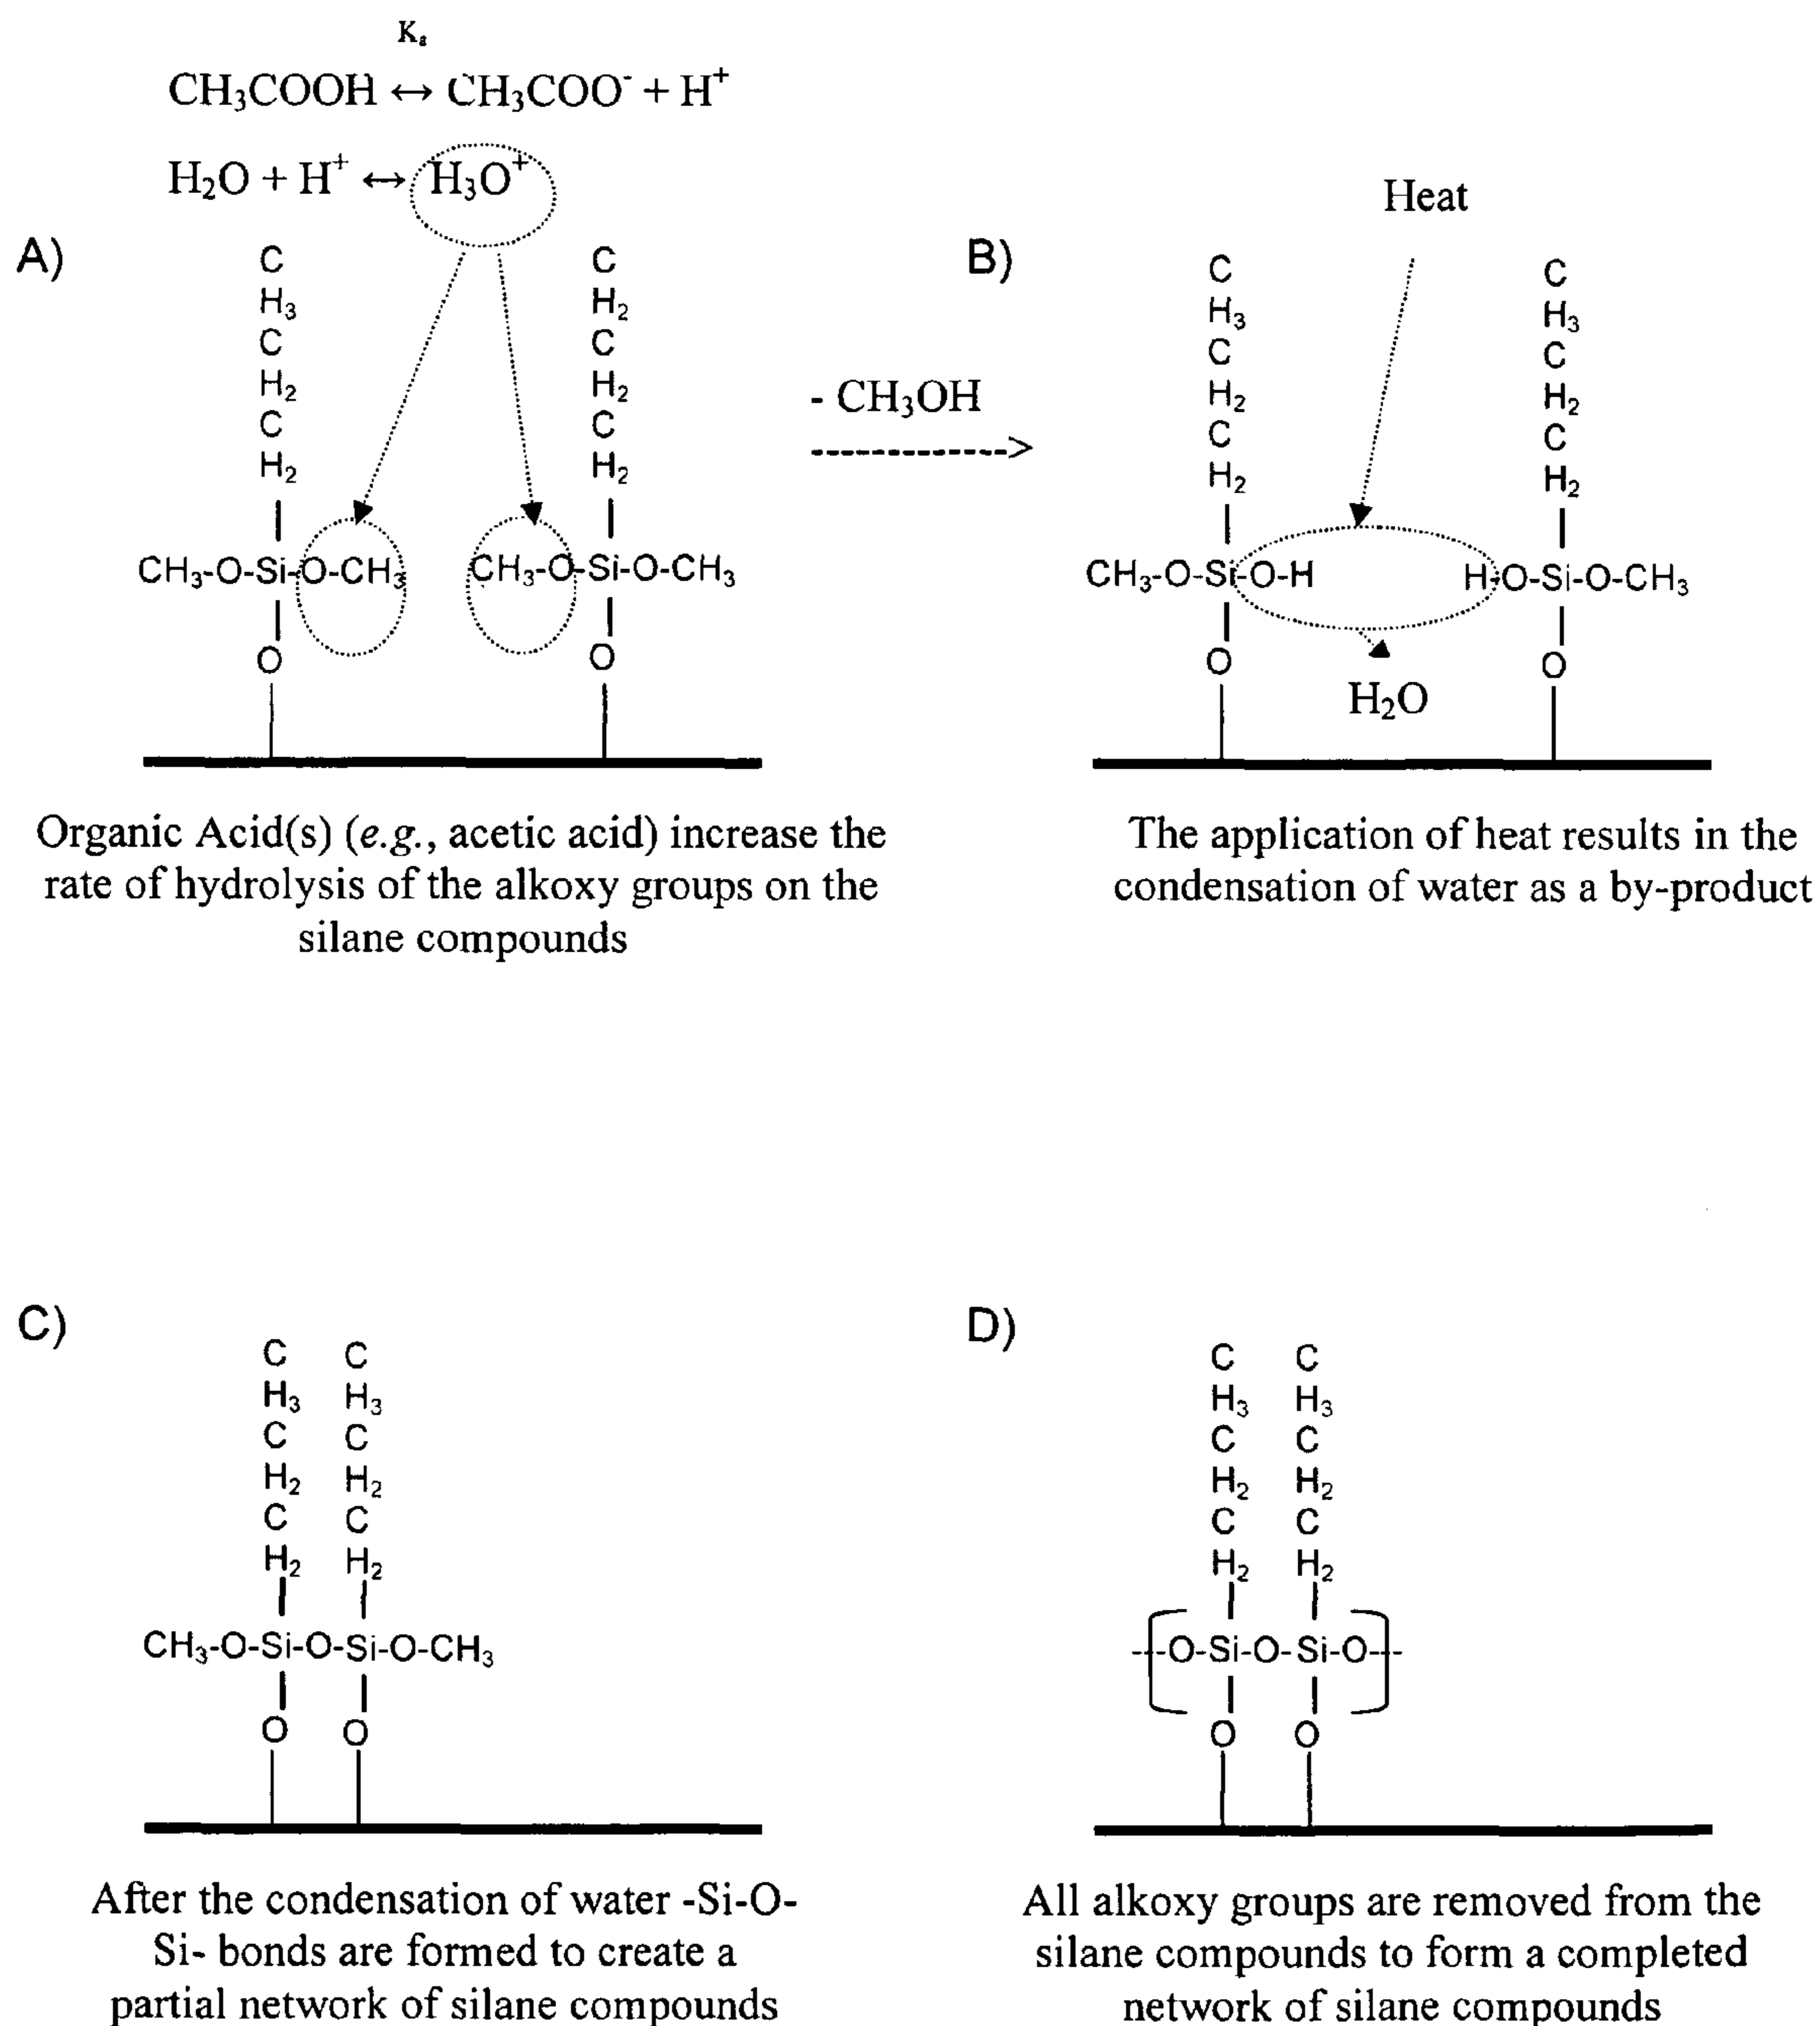 Kₐ
CH₃COOH ↔ CH₃COO⁻ + H⁺
H₂O + H⁺ ↔ H₃O⁺
A)
C
H₃
C
H₂
C
H₂
C
H₂
C
H₂
C
H₂
CH₃-O-Si-O-CH₃
CH₃-O-Si-O-CH₃
O
O
- CH₃OH
Organic Acid(s) (e.g., acetic acid) increase the
rate of hydrolysis of the alkoxy groups on the
silane compounds
B)
Heat
C
H₃
C
H₂
C
H₂
C
H₃
C
H₂
C
H₂
CH₃-O-Si-O-H
H-O-Si-O-CH₃
O
O
H₂O
The application of heat results in the
condensation of water as a by-product
C)
C C
H₃ H₃
C C
H₂ H₂
C C
H₂ H₂
CH₃-O-Si-O-Si-O-CH₃
O O
After the condensation of water -Si-O-
Si- bonds are formed to create a
partial network of silane compounds
D)
C C
H₃ H₃
C C
H₂ H₂
C C
H₂ H₂
-O-Si-O-Si-O-
O O
All alkoxy groups are removed from the
silane compounds to form a completed
network of silane compounds